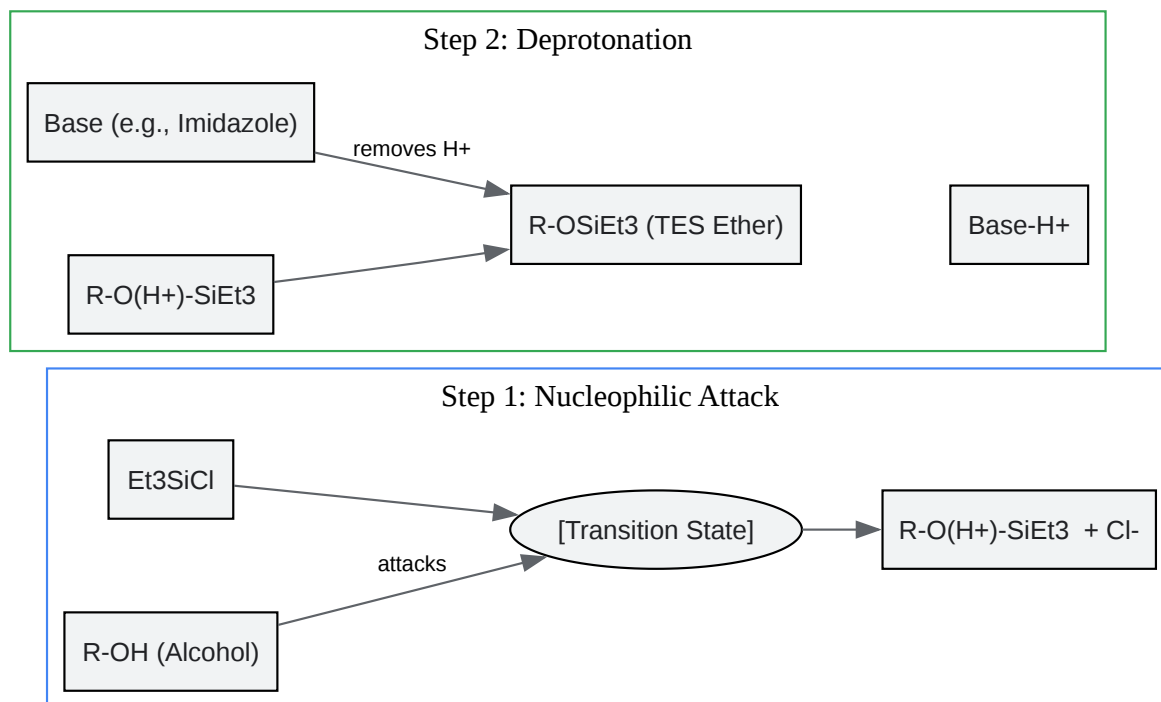 Step 2: Deprotonation
Base (e.g., Imidazole)
removes H+
R-OSiEt3 (TES Ether)
Base-H+
R-O(H+)-SiEt3
Step 1: Nucleophilic Attack
Et3SiCl
[Transition State]
R-O(H+)-SiEt3 + Cl-
attacks
R-OH (Alcohol)